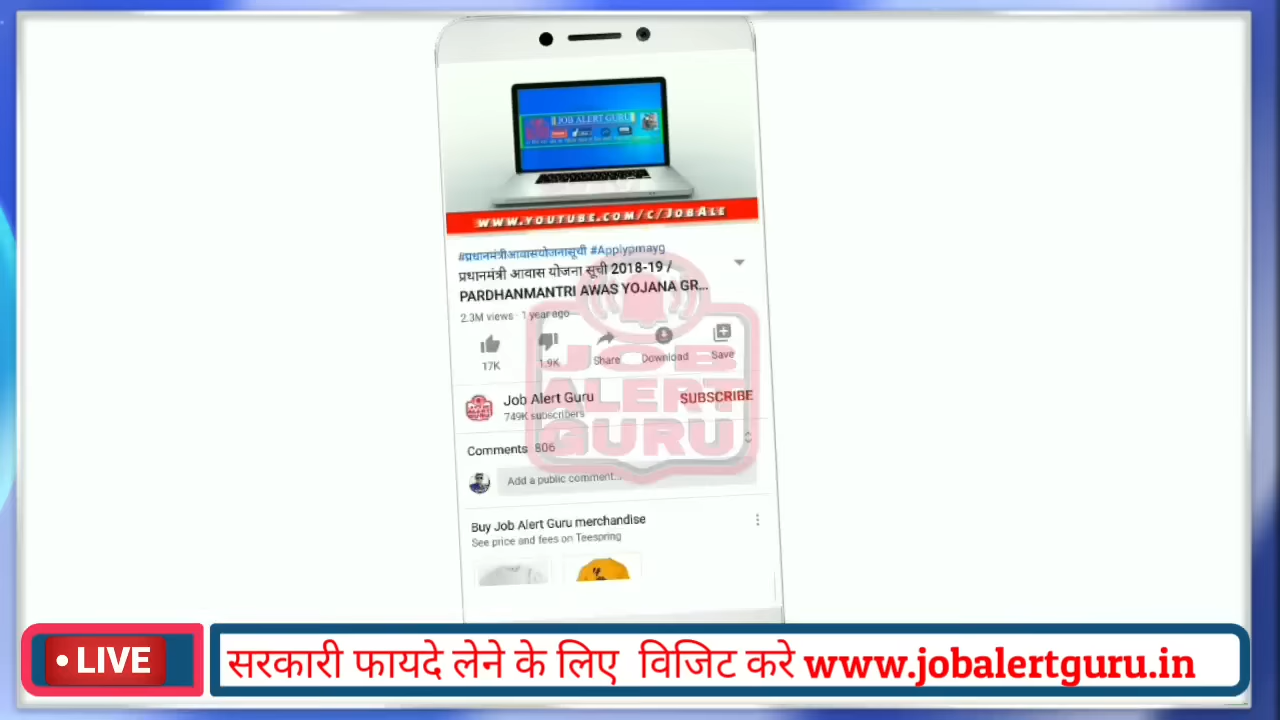 JOB ALERT GURU
WWW.YOUTUBE.COM/C/JOBALE
#प्रधानमंत्रीआवासयोजनासूची #Applypmayg
प्रधानमंत्री आवास योजना सूची 2018-19 /
PARDHANMANTRI AWAS YOJANA GR...
2.3M views · 1 year ago
17K
1.9K
Share
Download
Save
Job Alert Guru
749K subscribers
SUBSCRIBE
JOB
ALERT
GURU
Comments 806
Add a public comment...
Buy Job Alert Guru merchandise
See price and fees on Teespring
• LIVE
सरकारी फायदे लेने के लिए विजिट करे www.jobalertguru.in